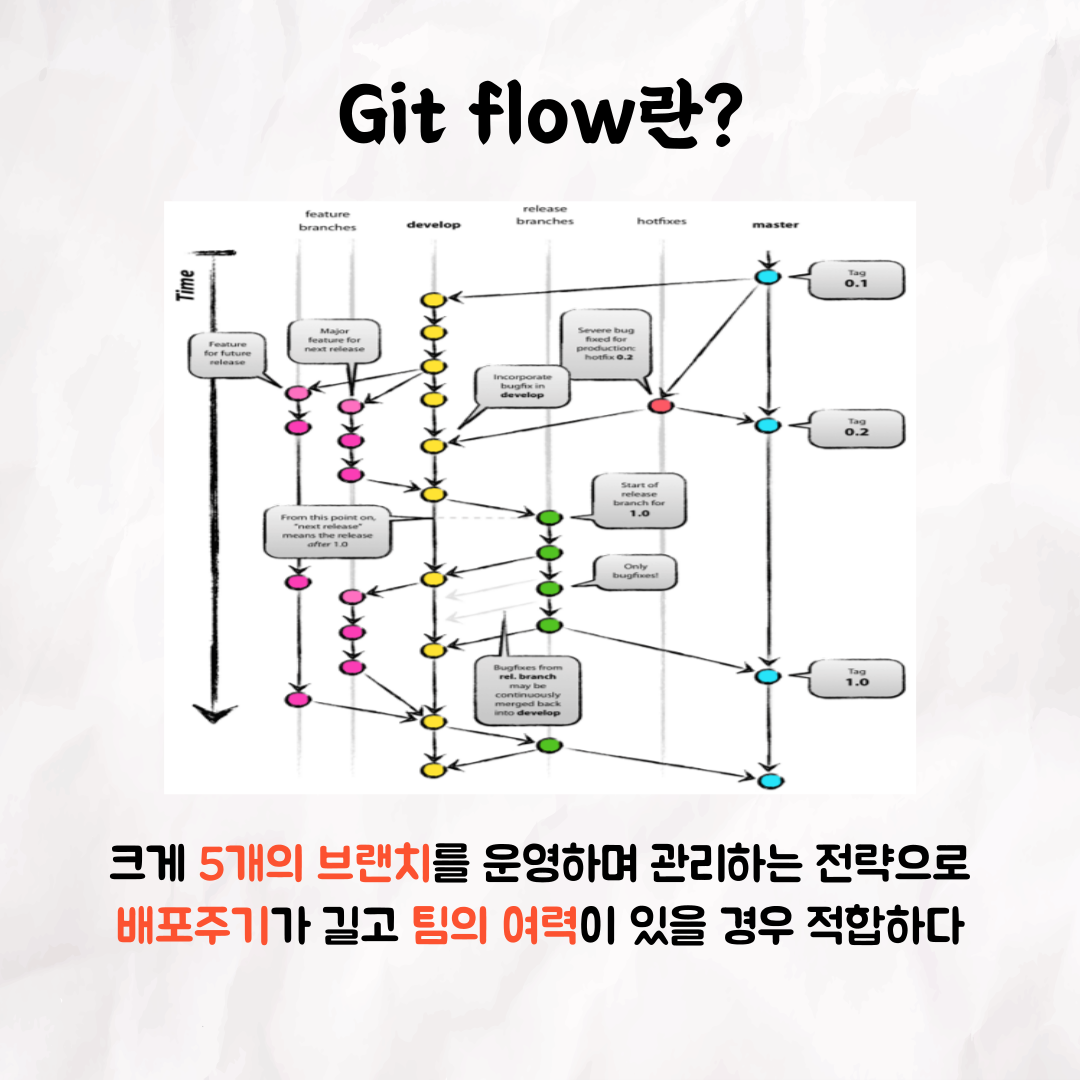 Git flow란?
feature
branches
develop
release
branches
hotfixes
master
Time
Tag
0.1
Feature
for future
release
Major
feature for
next release
Severe bug
fixed for
production:
hotfix 0.2
Incorporate
bugfix in
develop
Tag
0.2
Start of
release
branch for
1.0
From this point on,
"next release"
means the release
after 1.0
Only
bugfixes!
Bugfixes from
rel. branch
may be
continuously
merged back
into develop
Tag
1.0
크게 5개의 브랜치를 운영하며 관리하는 전략으로
배포주기가 길고 팀의 여력이 있을 경우 적합하다